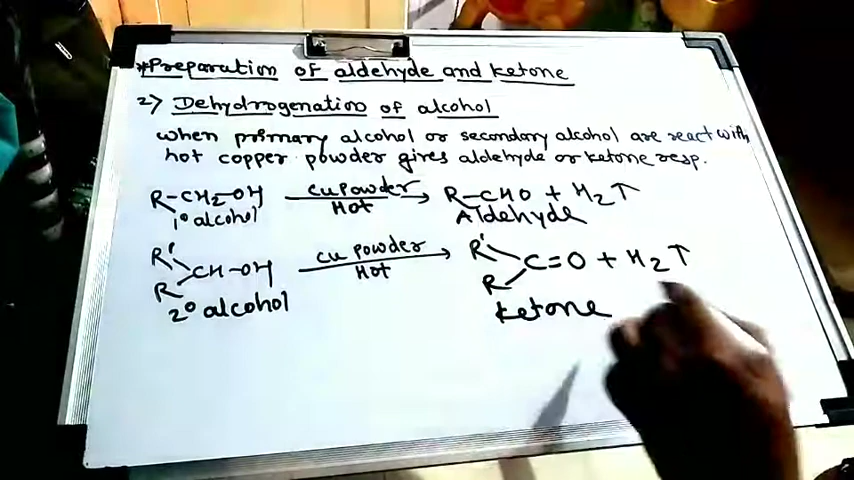 *Preparation of aldehyde and ketone
2) Dehydrogenation of alcohol
when primary alcohol or secondary alcohol are react with
hot copper powder gives aldehyde or ketone resp.
R-CH2-OH Cu Powder Hot → R-CHO + H2↑
1° alcohol Aldehyde
R' R >CH-OH Cu Powder Hot → R' R >C=O + H2↑
2° alcohol ketone